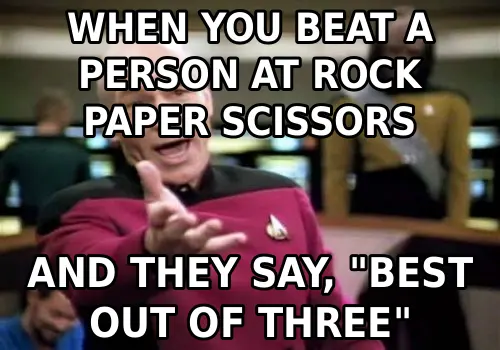 WHEN YOU BEAT A
PERSON AT ROCK
PAPER SCISSORS
AND THEY SAY, "BEST
OUT OF THREE"